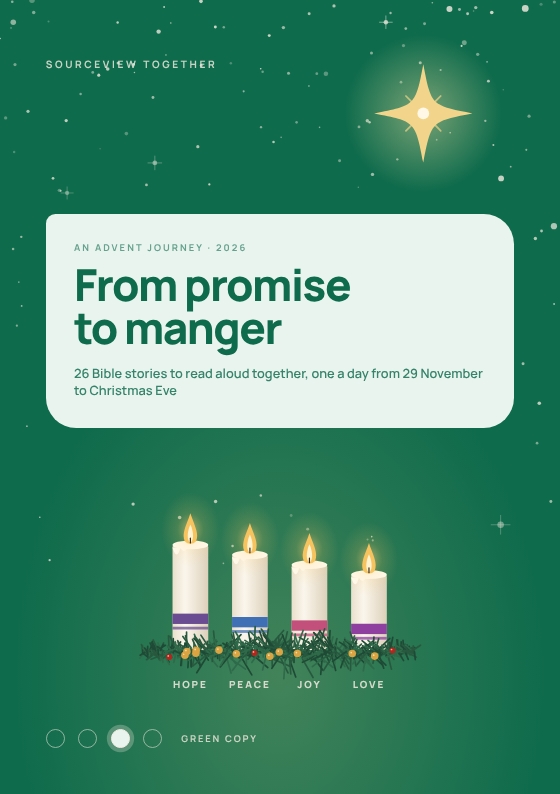 SOURCEVIEW TOGETHER
AN ADVENT JOURNEY · 2026
From promise
to manger
26 Bible stories to read aloud together, one a day from 29 November
to Christmas Eve
HOPE PEACE JOY LOVE
GREEN COPY